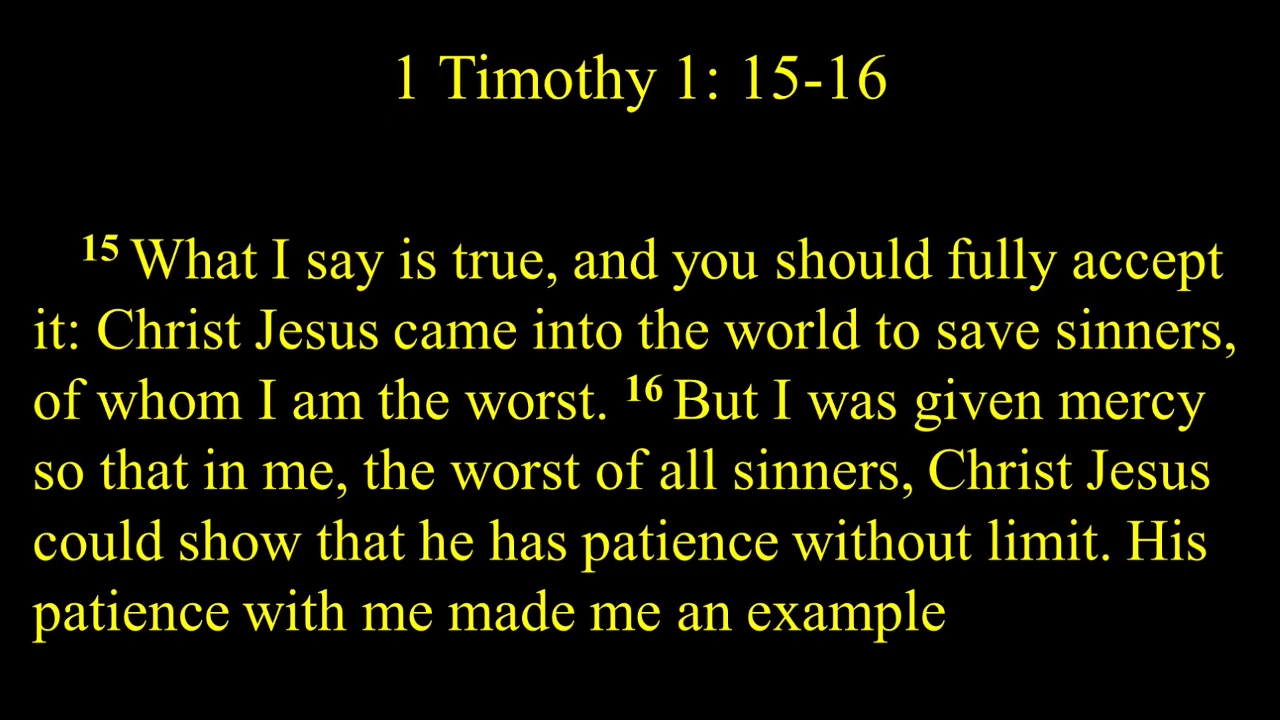 1 Timothy 1: 15-16
15 What I say is true, and you should fully accept
it: Christ Jesus came into the world to save sinners,
of whom I am the worst. 16 But I was given mercy
so that in me, the worst of all sinners, Christ Jesus
could show that he has patience without limit. His
patience with me made me an example